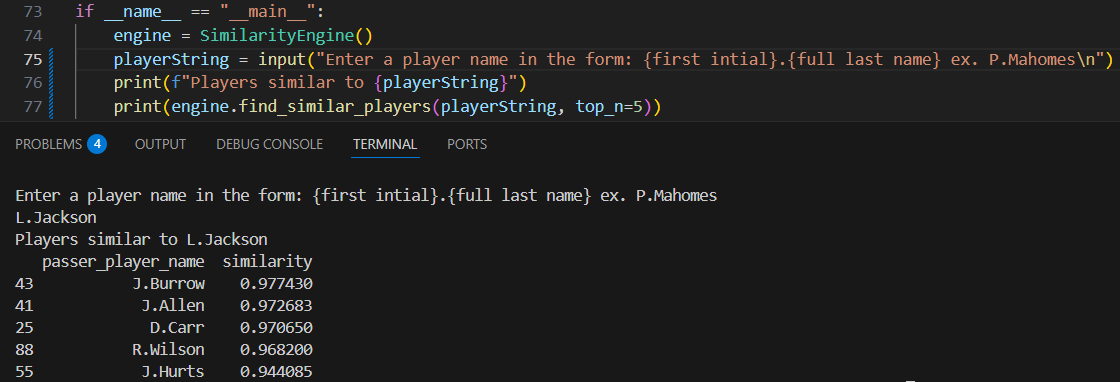 73 if __name__ == "__main__":
74 engine = SimilarityEngine()
75 playerString = input("Enter a player name in the form: {first intial}.{full last name} ex. P.Mahomes\n")
76 print(f"Players similar to {playerString}")
77 print(engine.find_similar_players(playerString, top_n=5))
PROBLEMS 4 OUTPUT DEBUG CONSOLE TERMINAL PORTS
Enter a player name in the form: {first intial}.{full last name} ex. P.Mahomes
L.Jackson
Players similar to L.Jackson
passer_player_name similarity
43 J.Burrow 0.977430
41 J.Allen 0.972683
25 D.Carr 0.970650
88 R.Wilson 0.968200
55 J.Hurts 0.944085